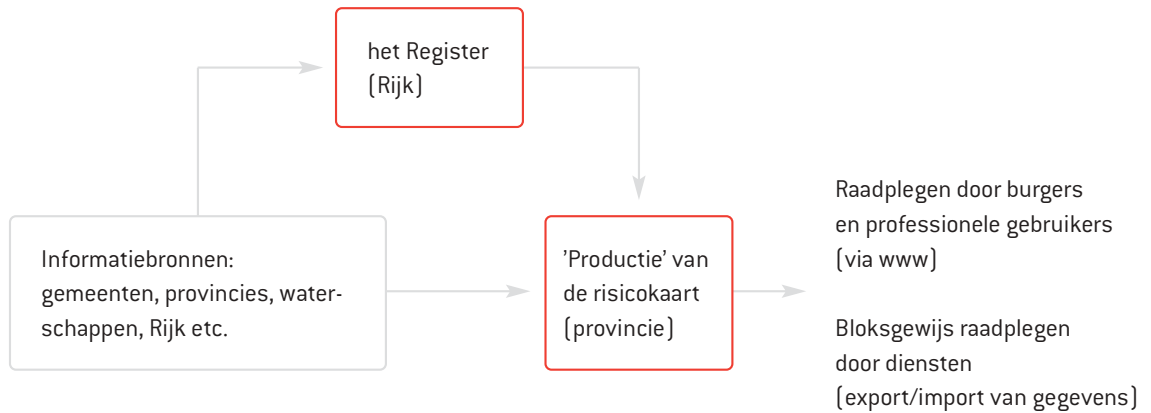 het Register
(Rijk)
Informatiebronnen:
gemeenten, provincies, water-
schappen, Rijk etc.
’Productie’ van
de risicokaart
(provincie)
Raadplegen door burgers
en professionele gebruikers
(via www)
Bloksgewijs raadplegen
door diensten
(export/import van gegevens)